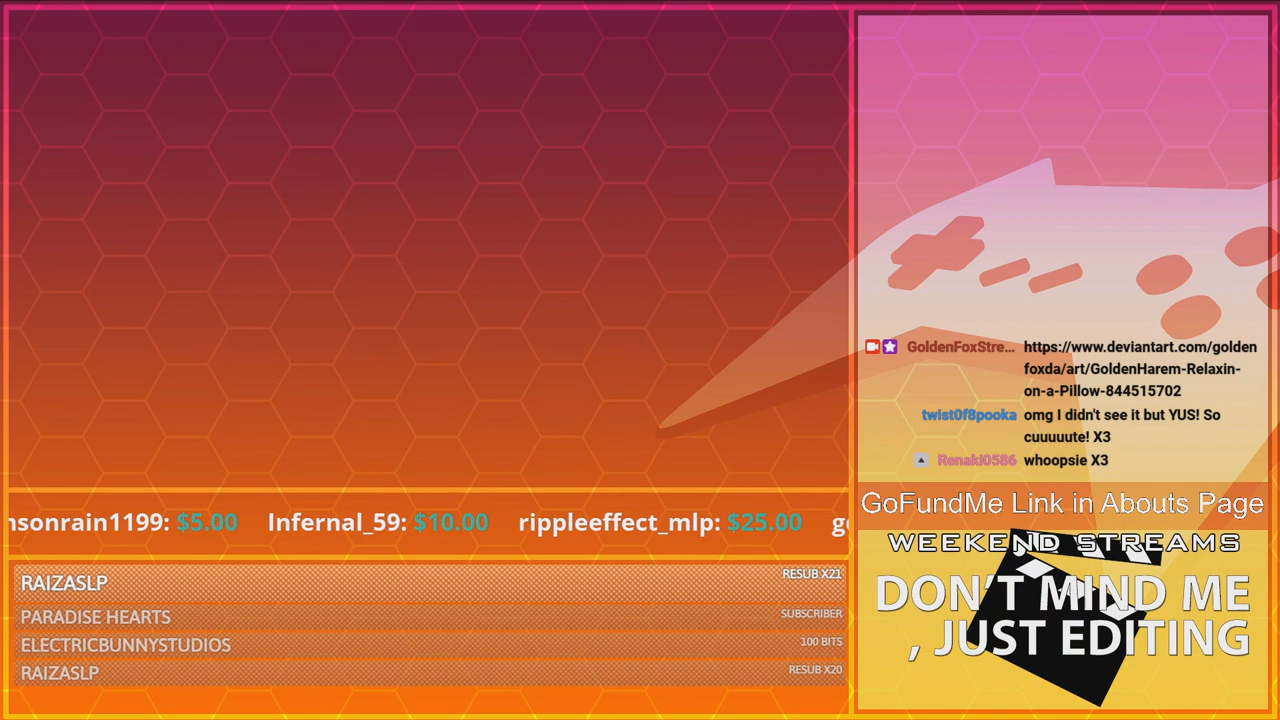 GoldenFoxStre... https://www.deviantart.com/golden
foxda/art/GoldenHarem-Relaxin-
on-a-Pillow-844515702
twist0f8pooka omg I didn't see it but YUS! So
cuuuuute! X3
Renakl0586 whoopsie X3
GoFundMe Link in Abouts Page
WEEKEND STREAMS
DON'T MIND ME
, JUST EDITING
nsonrain1199: $5.00 Infernal_59: $10.00 rippleeffect_mlp: $25.00 g
RAIZASLP RESUB X21
PARADISE HEARTS SUBSCRIBER
ELECTRICBUNNYSTUDIOS 100 BITS
RAIZASLP RESUB X20